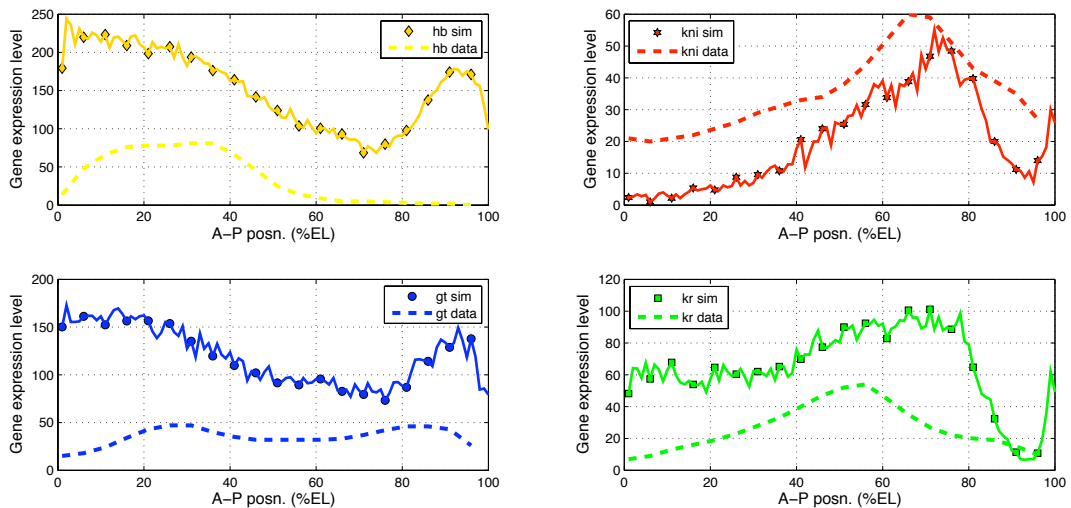 250
200
150
100
50
0
0 20 40 60 80 100
Gene expression level
A−P posn. (%EL)
hb sim
hb data
60
50
40
30
20
10
0
0 20 40 60 80 100
Gene expression level
A−P posn. (%EL)
kni sim
kni data
200
150
100
50
0
0 20 40 60 80 100
Gene expression level
A−P posn. (%EL)
gt sim
gt data
120
100
80
60
40
20
0
0 20 40 60 80 100
Gene expression level
A−P posn. (%EL)
kr sim
kr data